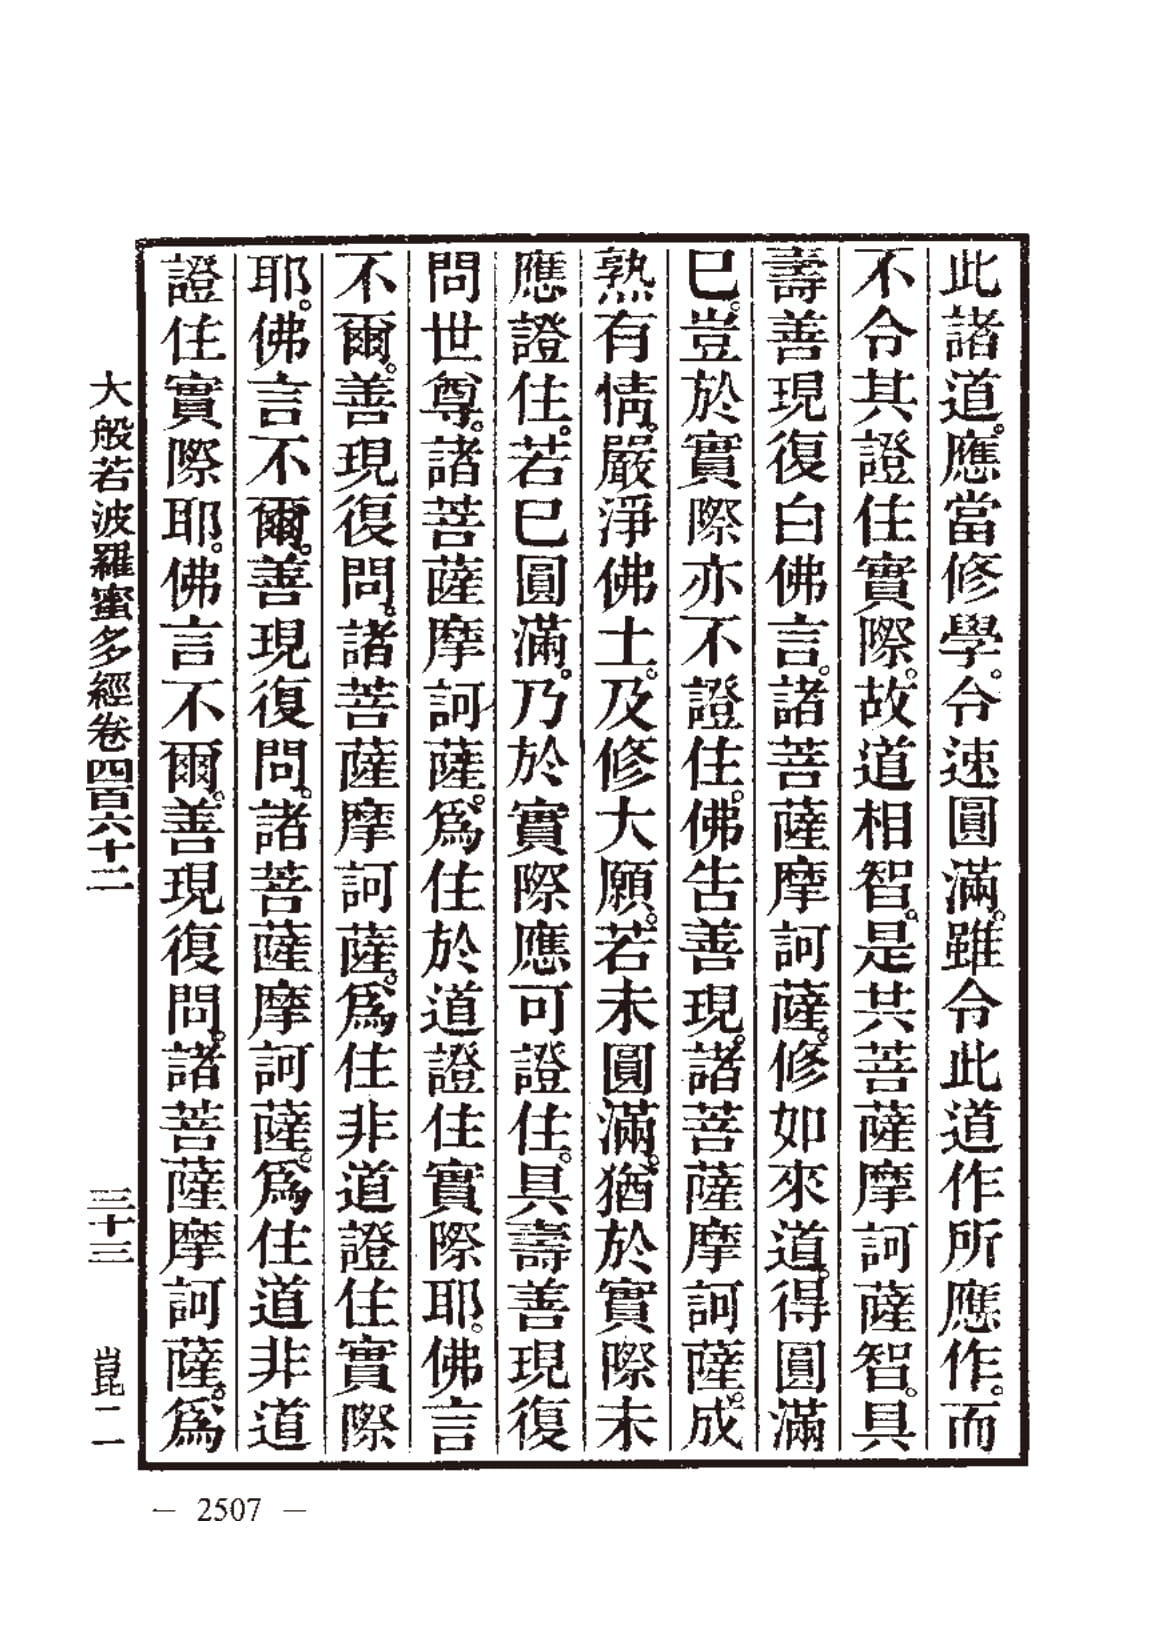 此諸道。應當修學。令速圓滿。雖令此道作所應作。而
不令其證住實際。故道相智。是共菩薩摩訶薩智。具
壽善現復白佛言。諸菩薩摩訶薩。修如來道。得圓滿
已。豈於實際亦不證住。佛告善現。諸菩薩摩訶薩。成
熟有情。嚴淨佛土。及修大願。若未圓滿。猶於實際未
應證住。若已圓滿。乃於實際應可證住。具壽善現復
問世尊。諸菩薩摩訶薩。爲住於道證住實際耶。佛言
不爾。善現復問。諸菩薩摩訶薩。爲住非道證住實際
耶。佛言不爾。善現復問。諸菩薩摩訶薩。爲住道非道
證住實際耶。佛言不爾。善現復問。諸菩薩摩訶薩。爲
大般若波羅蜜多經卷四百六十二 三十三 崑二
— 2507 —